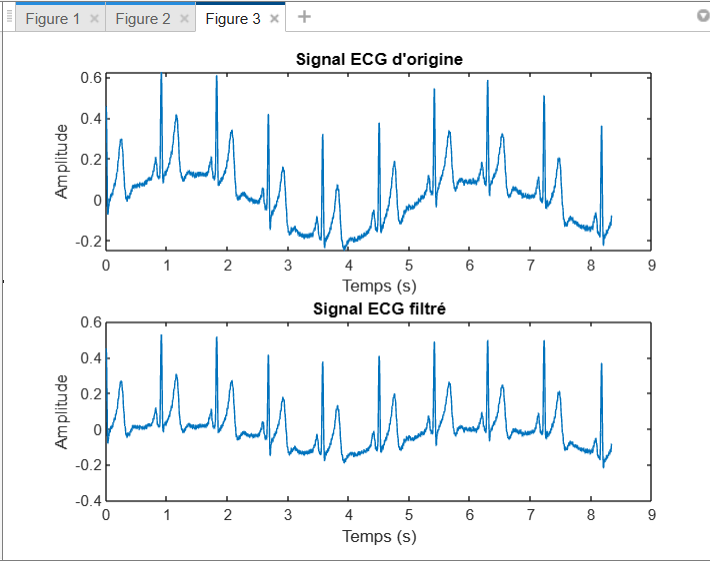 Figure 1 × Figure 2 × Figure 3 × +
Signal ECG d'origine
Amplitude
0.6
0.4
0.2
0
-0.2
0 1 2 3 4 5 6 7 8 9
Temps (s)
Signal ECG filtré
Amplitude
0.6
0.4
0.2
0
-0.2
-0.4
0 1 2 3 4 5 6 7 8 9
Temps (s)